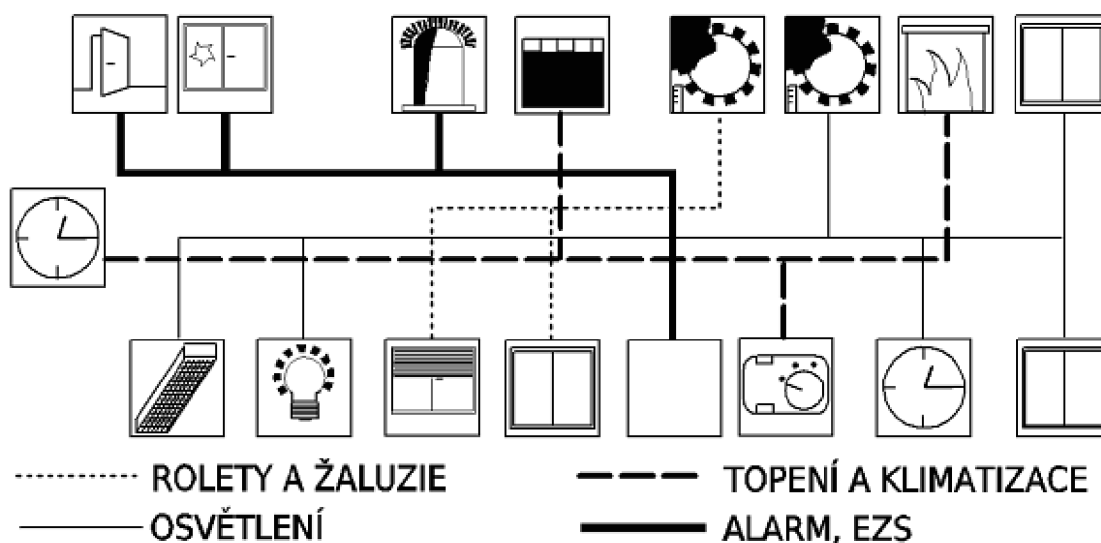 ROLETY A ŽALUZIE
TOPENÍ A KLIMATIZACE
OSVĚTLENÍ
ALARM, EZS